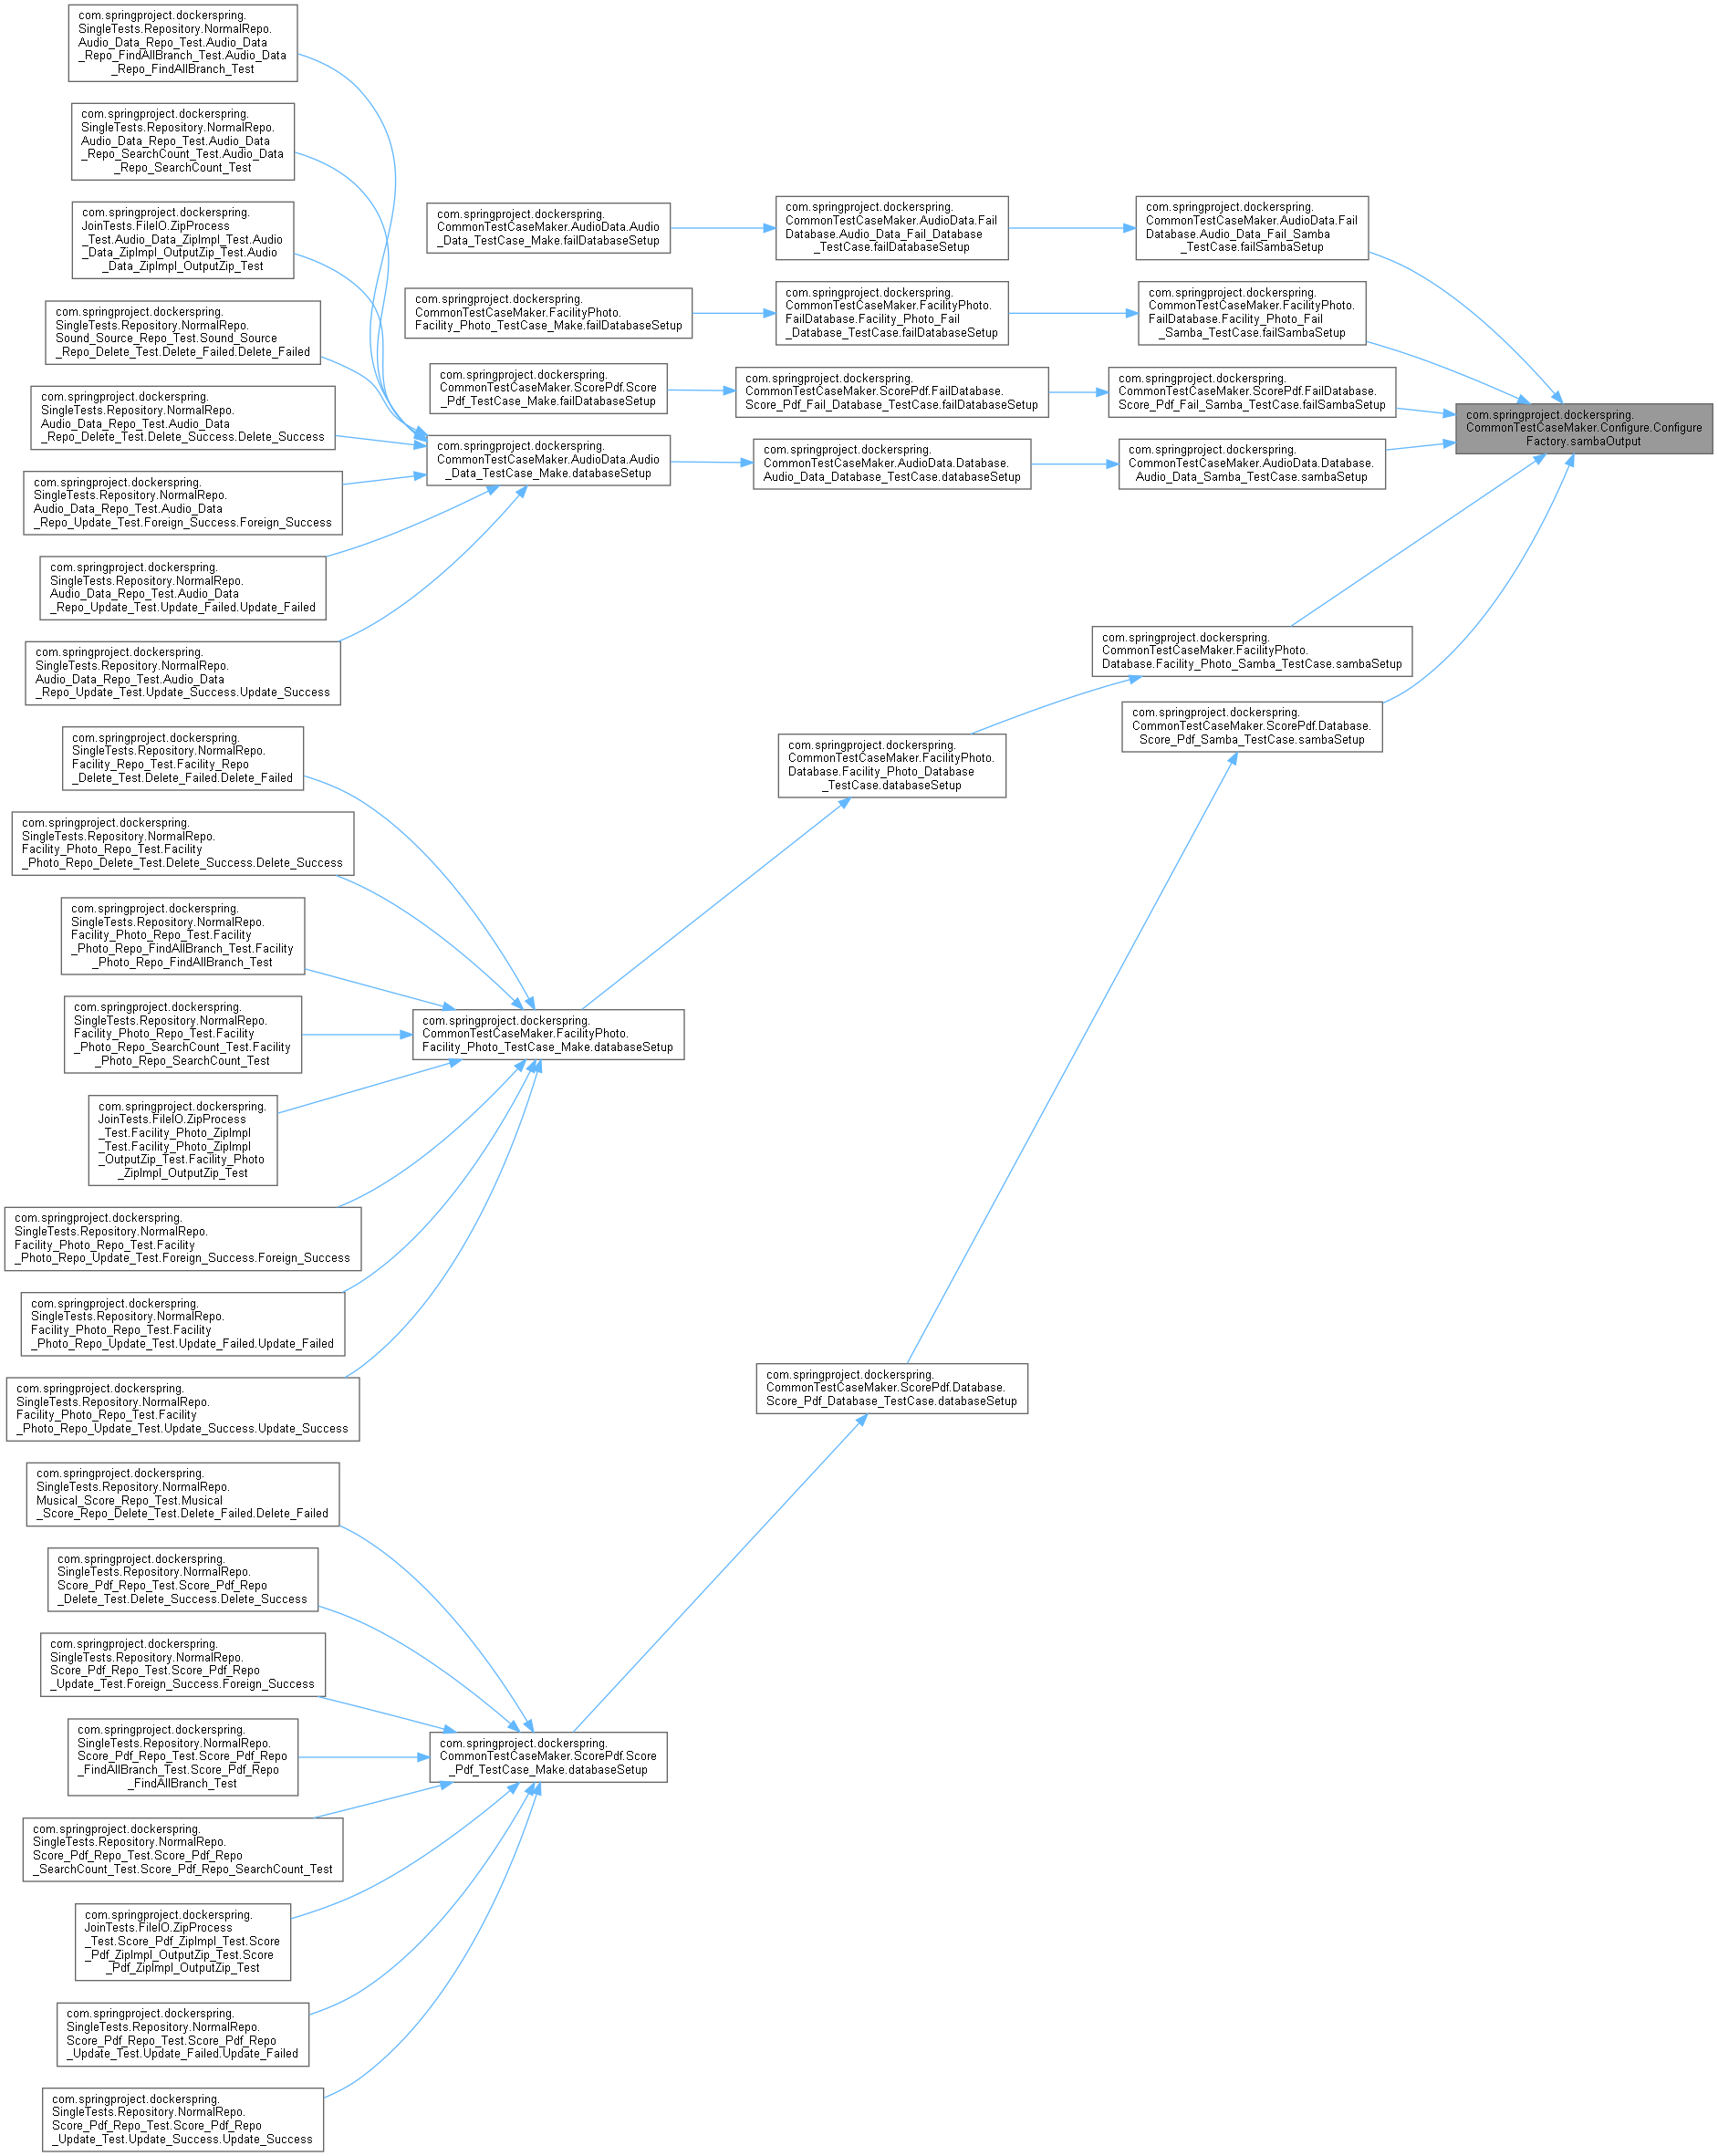 com.springproject.dockerspring.
SingleTests.Repository.NormalRepo.
Audio_Data_Repo_Test.Audio_Data
_Repo_FindAllBranch_Test.Audio_Data
_Repo_FindAllBranch_Test
com.springproject.dockerspring.
SingleTests.Repository.NormalRepo.
Audio_Data_Repo_Test.Audio_Data
_Repo_SearchCount_Test.Audio_Data
_Repo_SearchCount_Test
com.springproject.dockerspring.
JoinTests.FileIO.ZipProcess
_Test.Audio_Data_ZipImpl_Test.Audio
_Data_ZipImpl_OutputZip_Test.Audio
_Data_ZipImpl_OutputZip_Test
com.springproject.dockerspring.
SingleTests.Repository.NormalRepo.
Sound_Source_Repo_Test.Sound_Source
_Repo_Delete_Test.Delete_Failed.Delete_Failed
com.springproject.dockerspring.
SingleTests.Repository.NormalRepo.
Audio_Data_Repo_Test.Audio_Data
_Repo_Delete_Test.Delete_Success.Delete_Success
com.springproject.dockerspring.
SingleTests.Repository.NormalRepo.
Audio_Data_Repo_Test.Audio_Data
_Repo_Update_Test.Foreign_Success.Foreign_Success
com.springproject.dockerspring.
SingleTests.Repository.NormalRepo.
Audio_Data_Repo_Test.Audio_Data
_Repo_Update_Test.Update_Failed.Update_Failed
com.springproject.dockerspring.
SingleTests.Repository.NormalRepo.
Audio_Data_Repo_Test.Audio_Data
_Repo_Update_Test.Update_Success.Update_Success
com.springproject.dockerspring.
SingleTests.Repository.NormalRepo.
Facility_Repo_Test.Facility_Repo
_Delete_Test.Delete_Failed.Delete_Failed
com.springproject.dockerspring.
SingleTests.Repository.NormalRepo.
Facility_Photo_Repo_Test.Facility
_Photo_Repo_Delete_Test.Delete_Success.Delete_Success
com.springproject.dockerspring.
SingleTests.Repository.NormalRepo.
Facility_Photo_Repo_Test.Facility
_Photo_Repo_FindAllBranch_Test.Facility
_Photo_Repo_FindAllBranch_Test
com.springproject.dockerspring.
SingleTests.Repository.NormalRepo.
Facility_Photo_Repo_Test.Facility
_Photo_Repo_SearchCount_Test.Facility
_Photo_Repo_SearchCount_Test
com.springproject.dockerspring.
JoinTests.FileIO.ZipProcess
_Test.Facility_Photo_ZipImpl
_Test.Facility_Photo_ZipImpl
_OutputZip_Test.Facility_Photo
_ZipImpl_OutputZip_Test
com.springproject.dockerspring.
SingleTests.Repository.NormalRepo.
Facility_Photo_Repo_Test.Facility
_Photo_Repo_Update_Test.Foreign_Success.Foreign_Success
com.springproject.dockerspring.
SingleTests.Repository.NormalRepo.
Facility_Photo_Repo_Test.Facility
_Photo_Repo_Update_Test.Update_Failed.Update_Failed
com.springproject.dockerspring.
SingleTests.Repository.NormalRepo.
Facility_Photo_Repo_Test.Facility
_Photo_Repo_Update_Test.Update_Success.Update_Success
com.springproject.dockerspring.
SingleTests.Repository.NormalRepo.
Musical_Score_Repo_Test.Musical
_Score_Repo_Delete_Test.Delete_Failed.Delete_Failed
com.springproject.dockerspring.
SingleTests.Repository.NormalRepo.
Score_Pdf_Repo_Test.Score_Pdf_Repo
_Delete_Test.Delete_Success.Delete_Success
com.springproject.dockerspring.
SingleTests.Repository.NormalRepo.
Score_Pdf_Repo_Test.Score_Pdf_Repo
_Update_Test.Foreign_Success.Foreign_Success
com.springproject.dockerspring.
SingleTests.Repository.NormalRepo.
Score_Pdf_Repo_Test.Score_Pdf_Repo
_FindAllBranch_Test.Score_Pdf_Repo
_FindAllBranch_Test
com.springproject.dockerspring.
SingleTests.Repository.NormalRepo.
Score_Pdf_Repo_Test.Score_Pdf_Repo
_SearchCount_Test.Score_Pdf_Repo_SearchCount_Test
com.springproject.dockerspring.
JoinTests.FileIO.ZipProcess
_Test.Score_Pdf_ZipImpl_Test.Score
_Pdf_ZipImpl_OutputZip_Test.Score
_Pdf_ZipImpl_OutputZip_Test
com.springproject.dockerspring.
SingleTests.Repository.NormalRepo.
Score_Pdf_Repo_Test.Score_Pdf_Repo
_Update_Test.Update_Failed.Update_Failed
com.springproject.dockerspring.
SingleTests.Repository.NormalRepo.
Score_Pdf_Repo_Test.Score_Pdf_Repo
_Update_Test.Update_Success.Update_Success
com.springproject.dockerspring.
CommonTestCaseMaker.AudioData.Audio
_Data_TestCase_Make.failDatabaseSetup
com.springproject.dockerspring.
CommonTestCaseMaker.FacilityPhoto.
Facility_Photo_TestCase_Make.failDatabaseSetup
com.springproject.dockerspring.
CommonTestCaseMaker.ScorePdf.Score
_Pdf_TestCase_Make.failDatabaseSetup
com.springproject.dockerspring.
CommonTestCaseMaker.AudioData.Audio
_Data_TestCase_Make.databaseSetup
com.springproject.dockerspring.
CommonTestCaseMaker.FacilityPhoto.
Facility_Photo_TestCase_Make.databaseSetup
com.springproject.dockerspring.
CommonTestCaseMaker.ScorePdf.Score
_Pdf_TestCase_Make.databaseSetup
com.springproject.dockerspring.
CommonTestCaseMaker.AudioData.Fail
Database.Audio_Data_Fail_Database
_TestCase.failDatabaseSetup
com.springproject.dockerspring.
CommonTestCaseMaker.FacilityPhoto.
FailDatabase.Facility_Photo_Fail
_Database_TestCase.failDatabaseSetup
com.springproject.dockerspring.
CommonTestCaseMaker.ScorePdf.FailDatabase.
Score_Pdf_Fail_Database_TestCase.failDatabaseSetup
com.springproject.dockerspring.
CommonTestCaseMaker.AudioData.Database.
Audio_Data_Database_TestCase.databaseSetup
com.springproject.dockerspring.
CommonTestCaseMaker.FacilityPhoto.
Database.Facility_Photo_Database
_TestCase.databaseSetup
com.springproject.dockerspring.
CommonTestCaseMaker.ScorePdf.Database.
Score_Pdf_Database_TestCase.databaseSetup
com.springproject.dockerspring.
CommonTestCaseMaker.AudioData.Fail
Database.Audio_Data_Fail_Samba
_TestCase.failSambaSetup
com.springproject.dockerspring.
CommonTestCaseMaker.FacilityPhoto.
FailDatabase.Facility_Photo_Fail
_Samba_TestCase.failSambaSetup
com.springproject.dockerspring.
CommonTestCaseMaker.ScorePdf.FailDatabase.
Score_Pdf_Fail_Samba_TestCase.failSambaSetup
com.springproject.dockerspring.
CommonTestCaseMaker.AudioData.Database.
Audio_Data_Samba_TestCase.sambaSetup
com.springproject.dockerspring.
CommonTestCaseMaker.FacilityPhoto.
Database.Facility_Photo_Samba_TestCase.sambaSetup
com.springproject.dockerspring.
CommonTestCaseMaker.ScorePdf.Database.
Score_Pdf_Samba_TestCase.sambaSetup
com.springproject.dockerspring.
CommonTestCaseMaker.Configure.Configure
Factory.sambaOutput